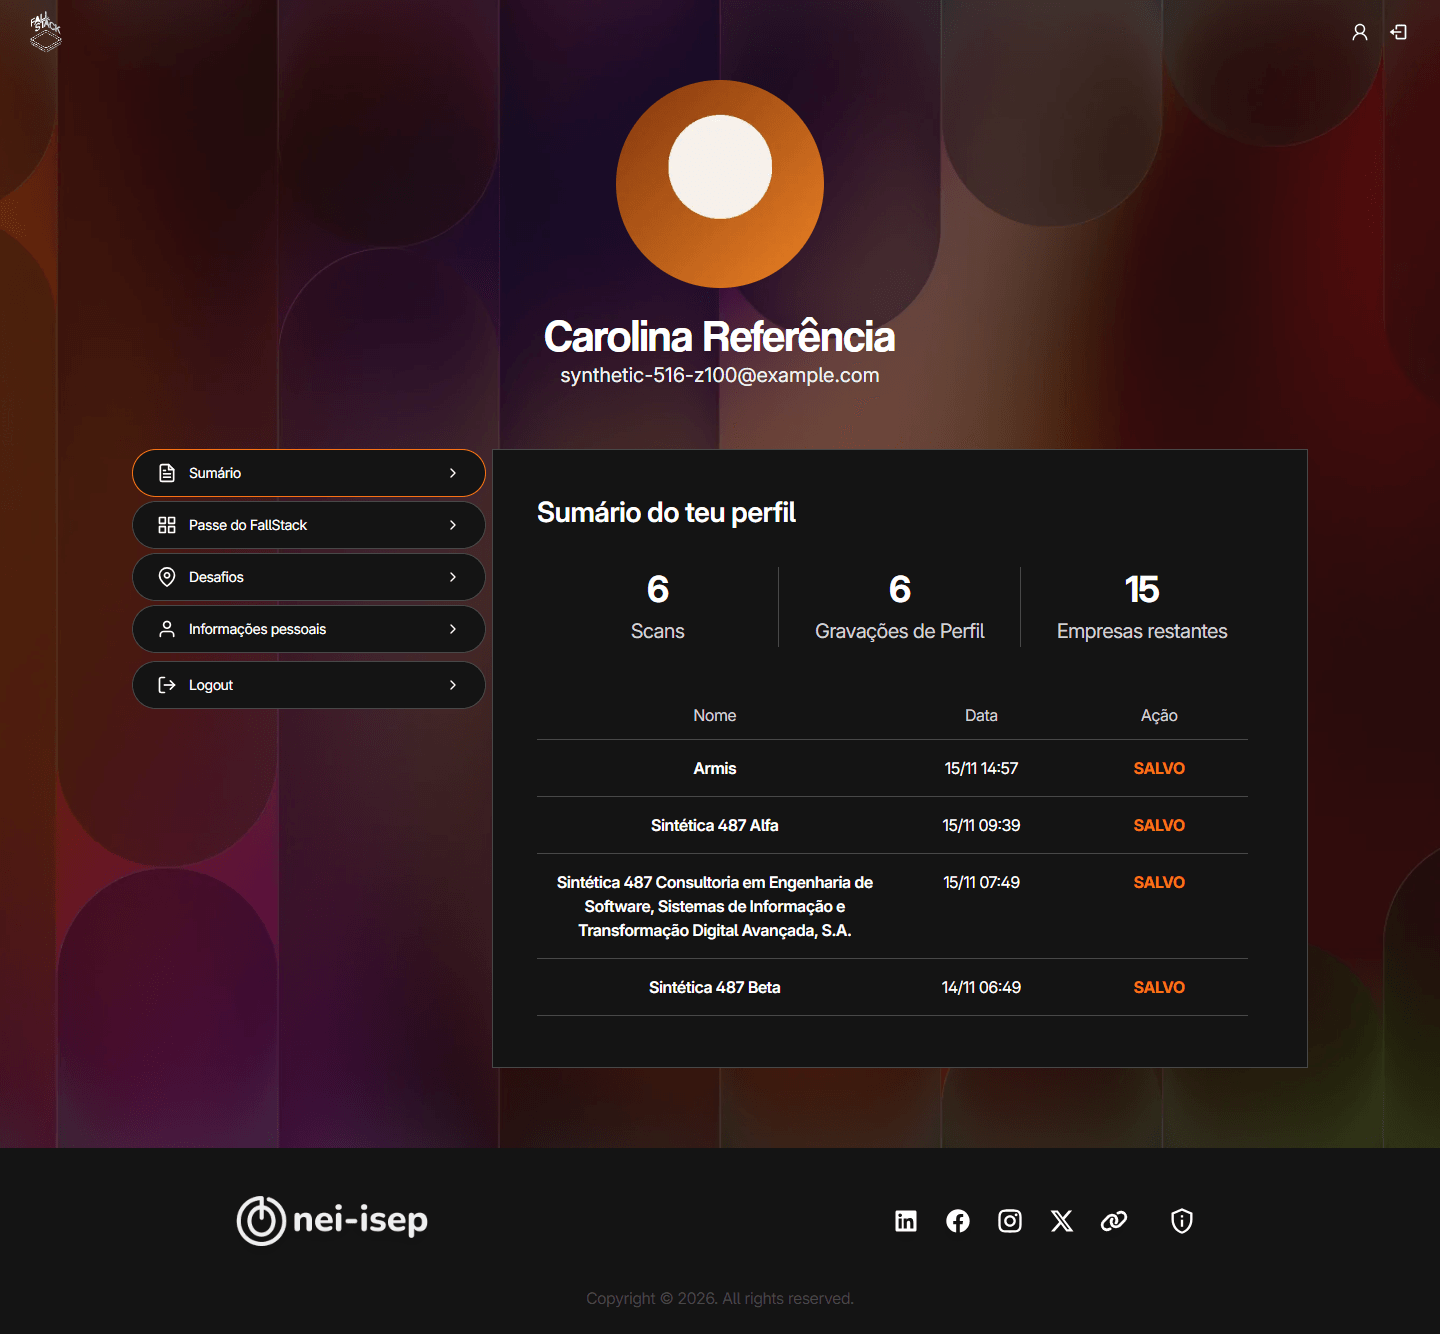 FALL
STACK
Carolina Referência
synthetic-516-z100@example.com
Sumário
Passe do FallStack
Desafios
Informações pessoais
Logout
Sumário do teu perfil
6
Scans
6
Gravações de Perfil
15
Empresas restantes
Nome Data Ação
Armis 15/11 14:57 SALVO
Sintética 487 Alfa 15/11 09:39 SALVO
Sintética 487 Consultoria em Engenharia de 15/11 07:49 SALVO
Software, Sistemas de Informação e
Transformação Digital Avançada, S.A.
Sintética 487 Beta 14/11 06:49 SALVO
nei-isep
Copyright © 2026. All rights reserved.